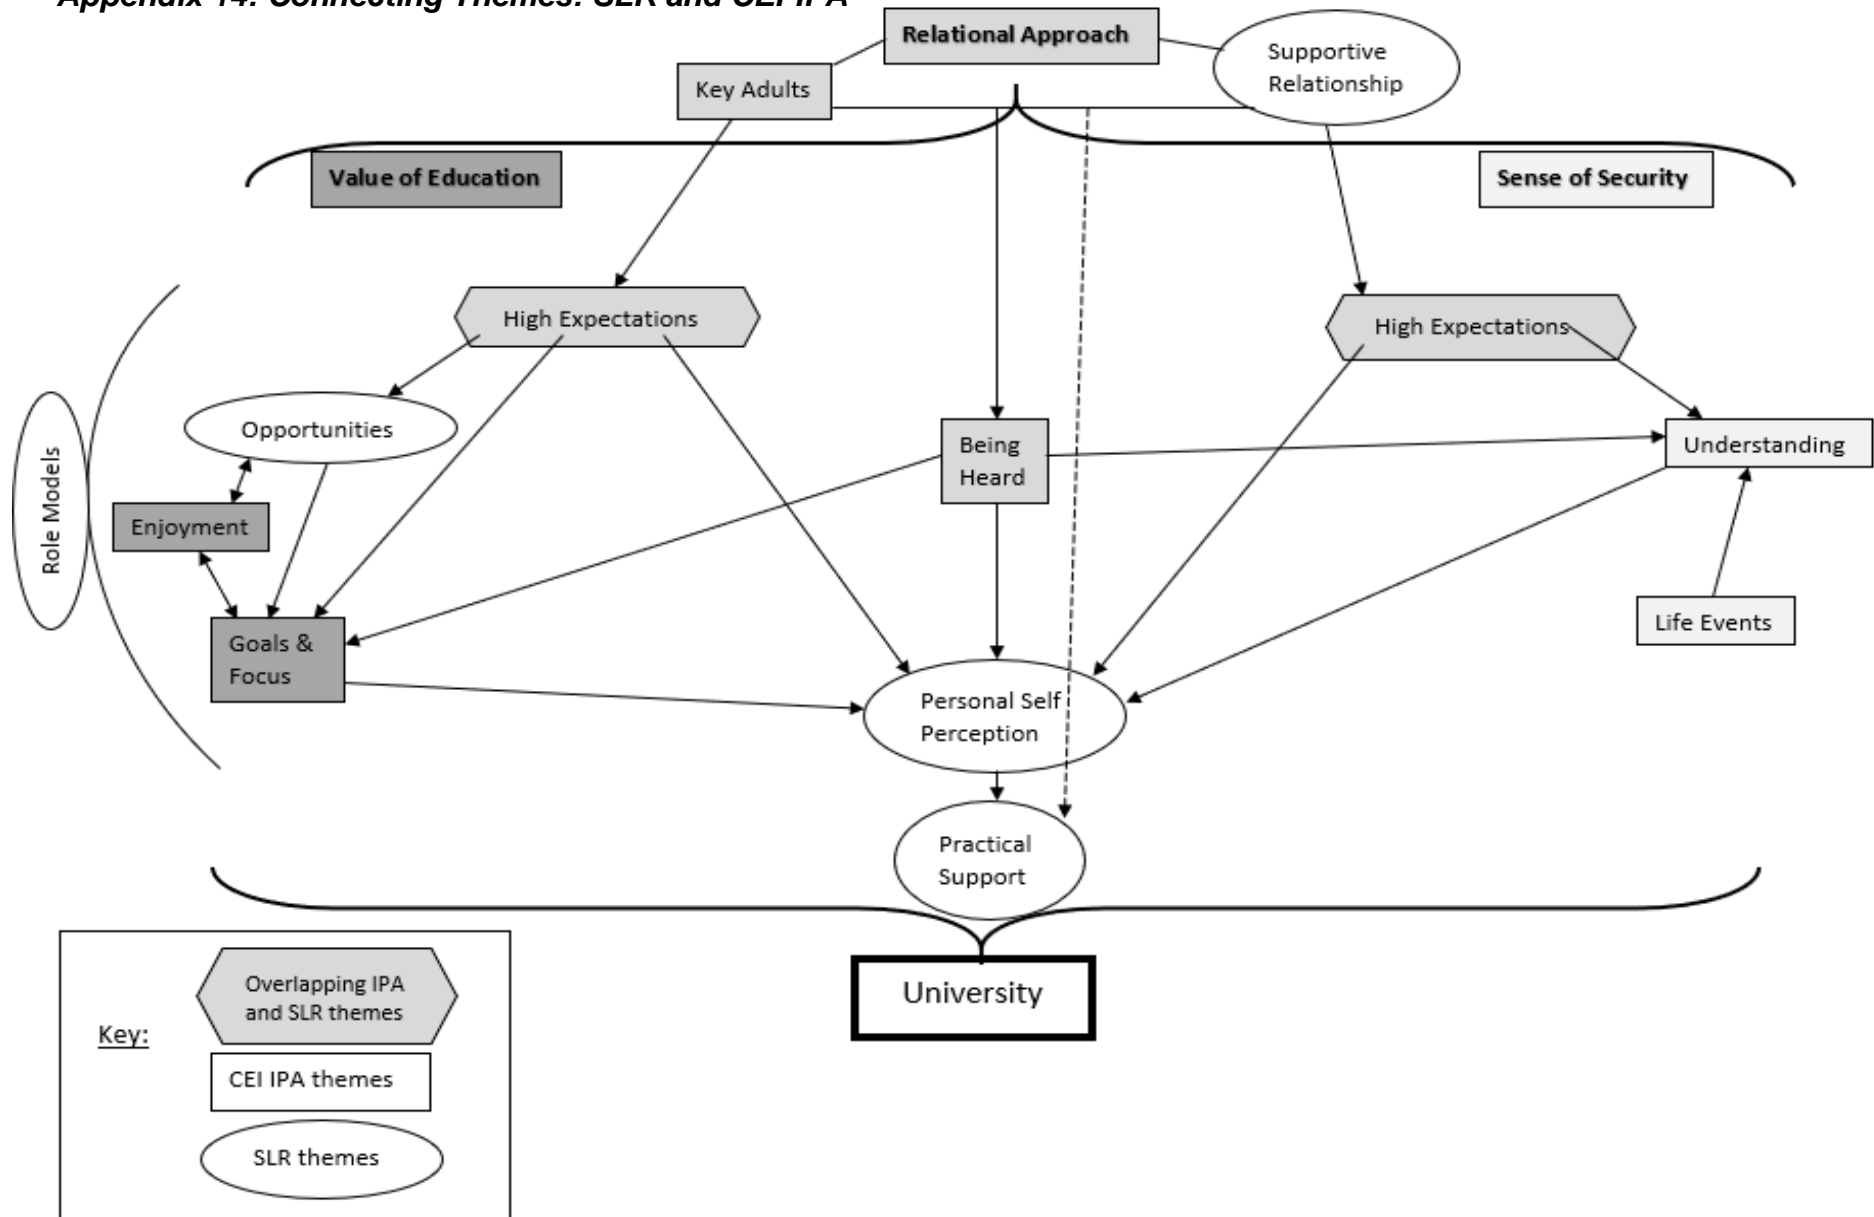 Appendix 14: Connecting Themes: SLR and CEI IPA
Relational Approach
Supportive
Relationship
Key Adults
Value of Education
Sense of Security
High Expectations
High Expectations
Opportunities
Being
Heard
Understanding
Role Models
Enjoyment
Life Events
Goals &
Focus
Personal Self
Perception
Practical
Support
University
Key:
Overlapping IPA
and SLR themes
CEI IPA themes
SLR themes